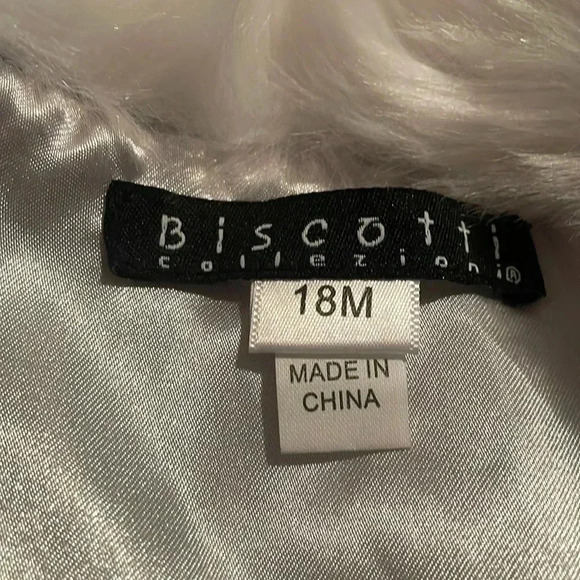 Biscotti
collezioni®
18M
MADE IN
CHINA